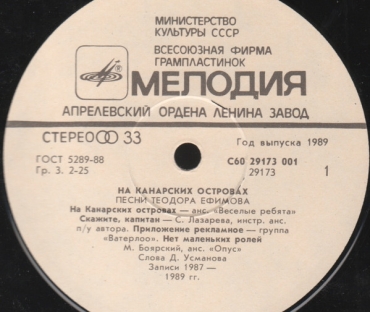 МИНИСТЕРСТВО
КУЛЬТУРЫ СССР
ВСЕСОЮЗНАЯ ФИРМА
ГРАМПЛАСТИНОК
МЕЛОДИЯ
АПРЕЛЕВСКИЙ ОРДЕНА ЛЕНИНА ЗАВОД
СТЕРЕО 33
Год выпуска 1989
ГОСТ 5289-88
С60 29173 001
Гр. 3. 2-25
29173
1
НА КАНАРСКИХ ОСТРОВАХ
ПЕСНИ ТЕОДОРА ЕФИМОВА
На Канарских островах — анс. «Веселые ребята»
Скажите, капитан — С. Лазарева, инстр. анс.
п/у автора. Приложение рекламное — группа
«Ватерлоо». Нет маленьких ролей
М. Боярский, анс. «Опус»
Слова Д. Усманова
Записи 1987 —
1989 гг.